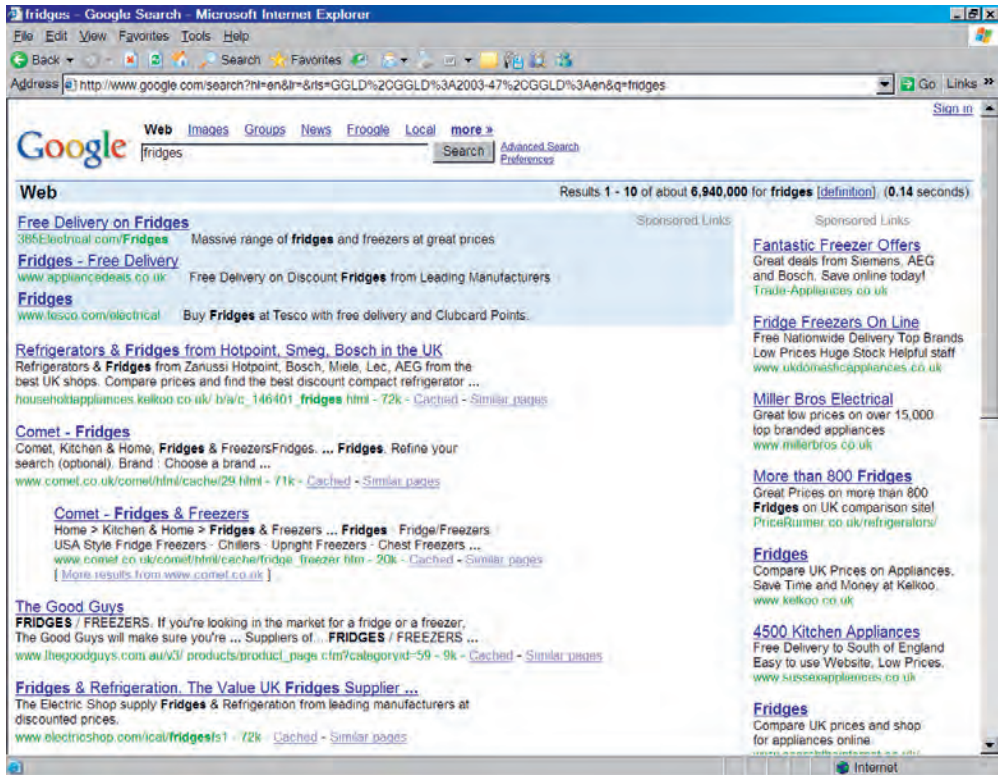 fridges - Google Search - Microsoft Internet Explorer
File Edit View Favorites Tools Help
Back Search Favorites
Address http://www.google.com/search?hl=en&lr=&rls=GGLD%2CGGLD%3A2003-47%2CGGLD%3Aen&q=fridges Go Links »
Sign in
Google
Web Images Groups News Froogle Local more »
fridges Search Advanced Search
Preferences
Web Results 1 - 10 of about 6,940,000 for fridges [definition]. (0.14 seconds)
Free Delivery on Fridges Sponsored Links
365Electrical.com/Fridges Massive range of fridges and freezers at great prices
Fridges - Free Delivery
www.appliancedeals.co.uk Free Delivery on Discount Fridges from Leading Manufacturers
Fridges
www.tesco.com/electrical Buy Fridges at Tesco with free delivery and Clubcard Points.
Refrigerators & Fridges from Hotpoint, Smeg, Bosch in the UK
Refrigerators & Fridges from Zanussi Hotpoint, Bosch, Miele, Lec, AEG from the
best UK shops. Compare prices and find the best discount compact refrigerator ...
householdappliances.kelkoo.co.uk/ b/a/c_146401_fridges.html - 72k - Cached - Similar pages
Comet - Fridges
Comet, Kitchen & Home, Fridges & FreezersFridges. ... Fridges. Refine your
search (optional). Brand : Choose a brand ...
www.comet.co.uk/comet/html/cache/29.html - 71k - Cached - Similar pages
Comet - Fridges & Freezers
Home > Kitchen & Home > Fridges & Freezers ... Fridges · Fridge/Freezers
USA Style Fridge Freezers · Chillers · Upright Freezers · Chest Freezers ...
www.comet.co.uk/comet/html/cache/fridge_freezer.htm - 20k - Cached - Similar pages
[ More results from www.comet.co.uk ]
The Good Guys
FRIDGES / FREEZERS. If you're looking in the market for a fridge or a freezer,
The Good Guys will make sure you're ... Suppliers of... FRIDGES / FREEZERS ...
www.thegoodguys.com.au/v3/ products/product_page.cfm?categoryid=59 - 9k - Cached - Similar pages
Fridges & Refrigeration. The Value UK Fridges Supplier ...
The Electric Shop supply Fridges & Refrigeration from leading manufacturers at
discounted prices.
www.electricshop.com/ical/fridges/s1 - 72k - Cached - Similar pages
Sponsored Links
Fantastic Freezer Offers
Great deals from Siemens, AEG
and Bosch. Save online today!
Trade-Appliances.co.uk
Fridge Freezers On Line
Free Nationwide Delivery Top Brands
Low Prices Huge Stock Helpful staff
www.ukdomesticappliances.co.uk
Miller Bros Electrical
Great low prices on over 15,000
top branded appliances
www.millerbros.co.uk
More than 800 Fridges
Great Prices on more than 800
Fridges on UK comparison site!
PriceRunner.co.uk/refrigerators/
Fridges
Compare UK Prices on Appliances.
Save Time and Money at Kelkoo.
www.kelkoo.co.uk
4500 Kitchen Appliances
Free Delivery to South of England
Easy to use Website, Low Prices.
www.sussexappliances.co.uk
Fridges
Compare UK prices and shop
for appliances online
Internet